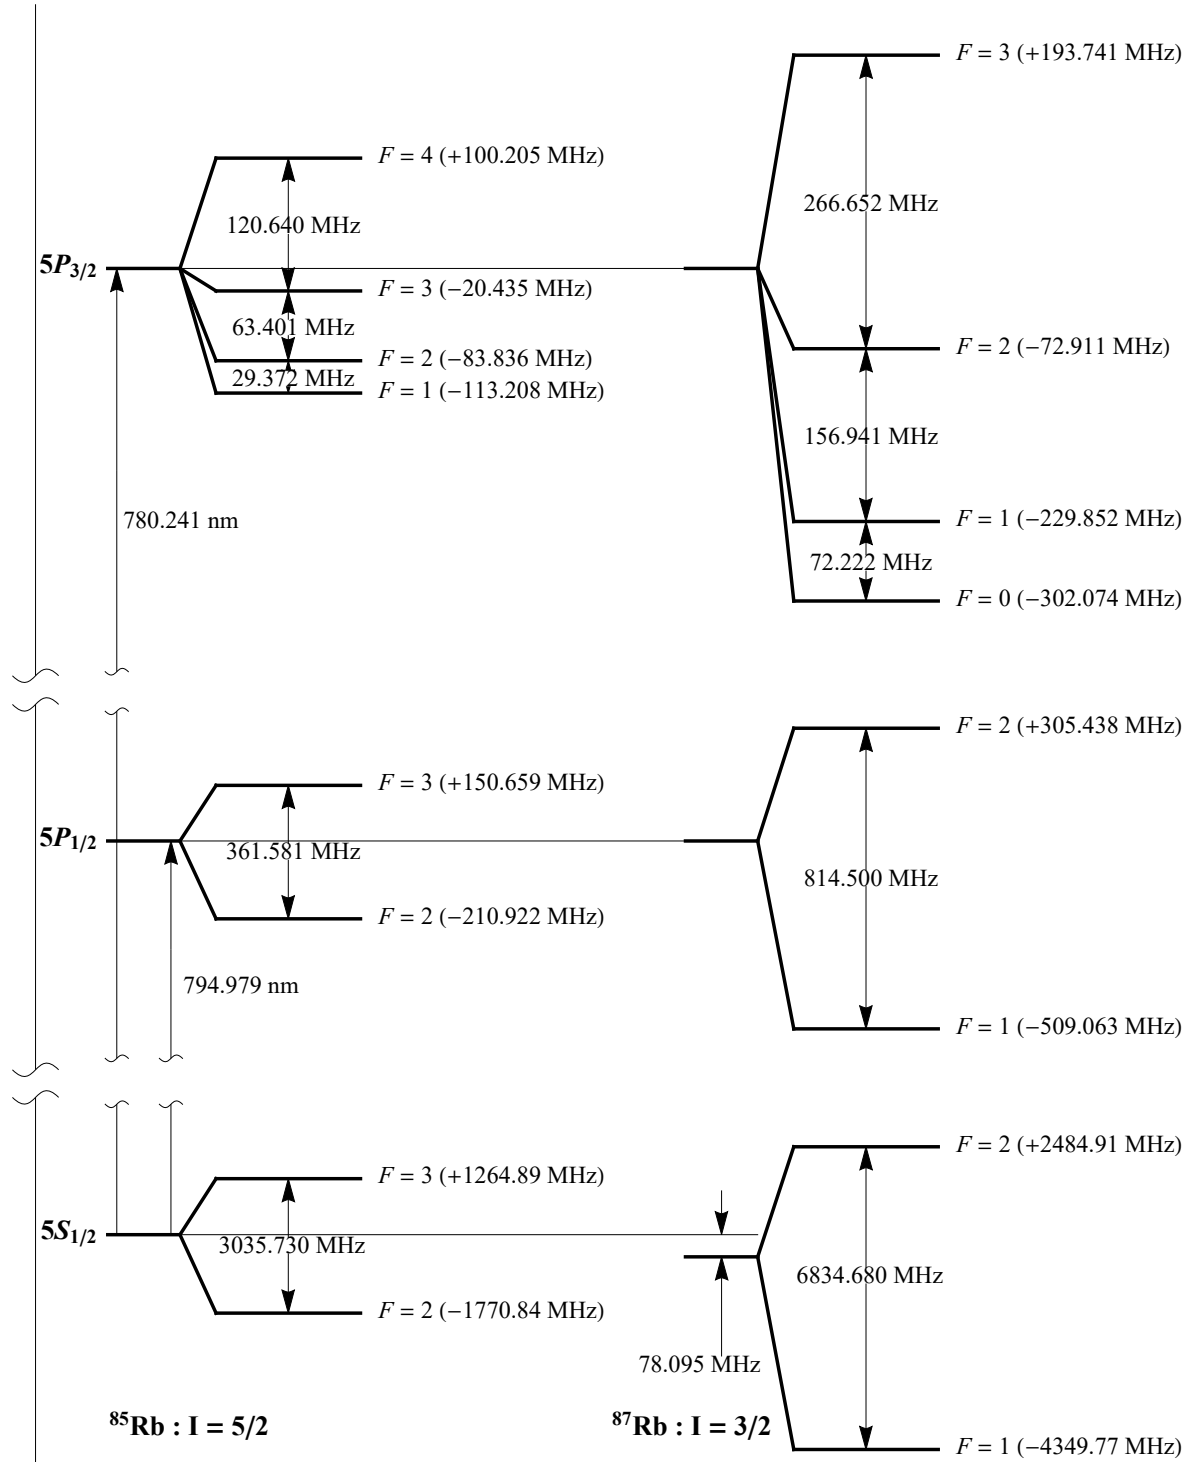 F = 3 (+193.741 MHz)
F = 4 (+100.205 MHz)
266.652 MHz
120.640 MHz
5P3/2
F = 3 (−20.435 MHz)
63.401 MHz
F = 2 (−72.911 MHz)
F = 2 (−83.836 MHz)
29.372 MHz
F = 1 (−113.208 MHz)
156.941 MHz
780.241 nm
F = 1 (−229.852 MHz)
72.222 MHz
F = 0 (−302.074 MHz)
F = 2 (+305.438 MHz)
F = 3 (+150.659 MHz)
5P1/2
361.581 MHz
814.500 MHz
F = 2 (−210.922 MHz)
794.979 nm
F = 1 (−509.063 MHz)
F = 2 (+2484.91 MHz)
F = 3 (+1264.89 MHz)
5S1/2
3035.730 MHz
6834.680 MHz
F = 2 (−1770.84 MHz)
78.095 MHz
85Rb : I = 5/2
87Rb : I = 3/2
F = 1 (−4349.77 MHz)